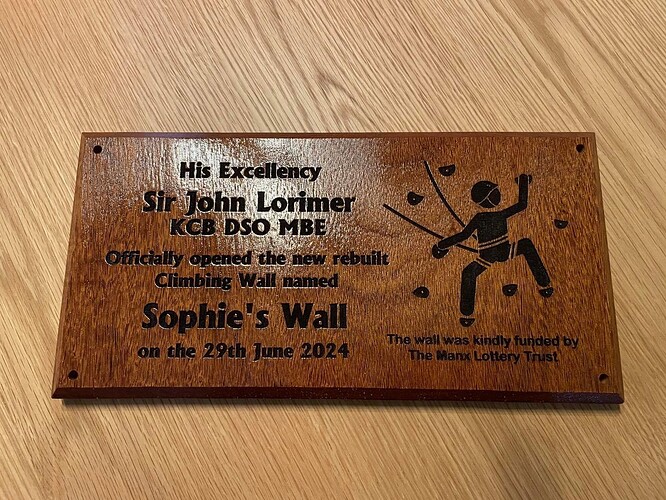 His Excellency
Sir John Lorimer
KCB DSO MBE
Officially opened the new rebuilt
Climbing Wall named
Sophie's Wall
on the 29th June 2024
The wall was kindly funded by
The Manx Lottery Trust